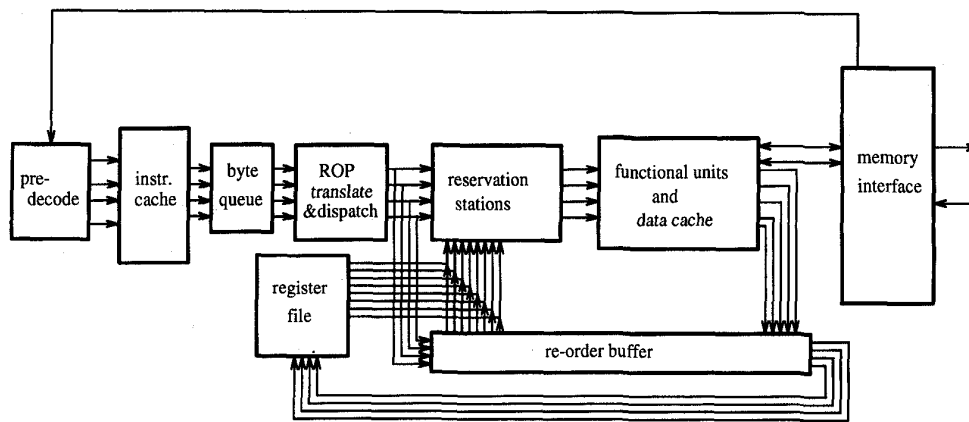 pre-
decode
instr.
cache
byte
queue
ROP
translate
&dispatch
reservation
stations
functional units
and
data cache
memory
interface
register
file
re-order buffer